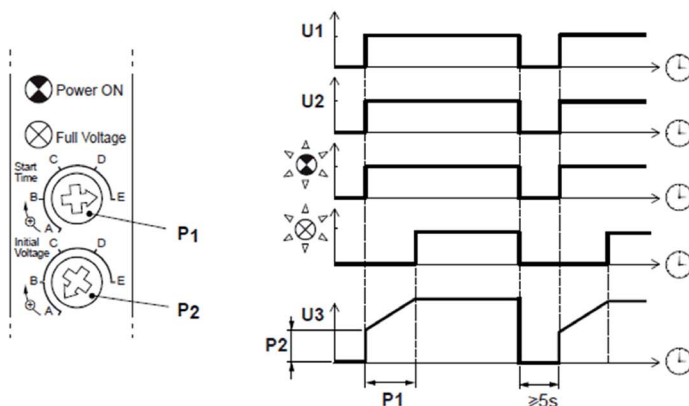 Power ON
Full Voltage
Start
Time
A
B
C
D
E
P1
Initial
Voltage
A
B
C
D
E
P2
U1
U2
U3
P2
P1
≥5s